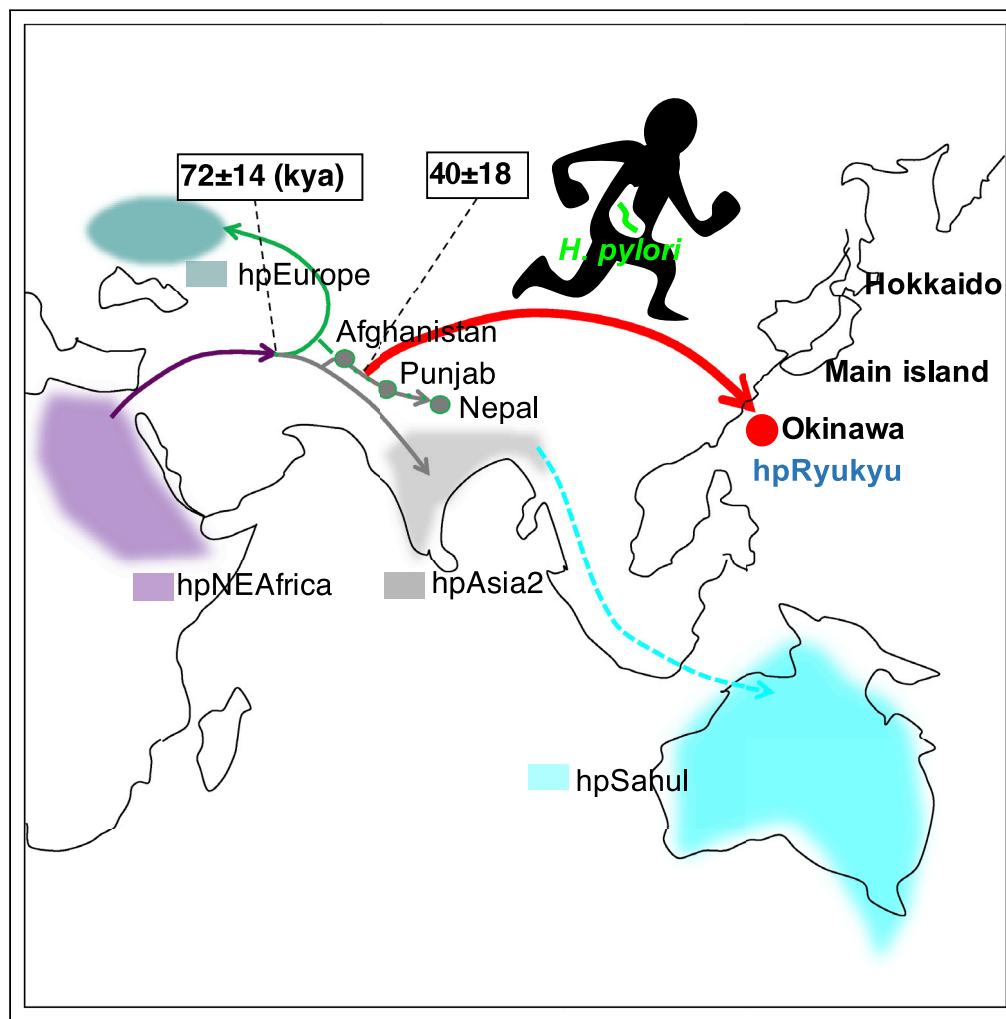 72±14 (kya)
40±18
H. pylori
hpEurope
Hokkaido
Afghanistan
Punjab
Main island
Nepal
Okinawa
hpRyukyu
hpNEAfrica
hpAsia2
hpSahul